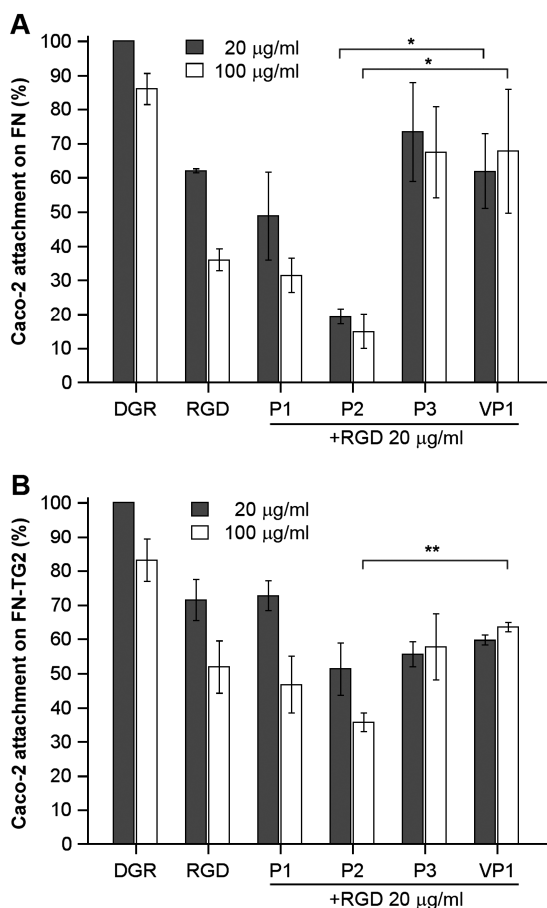 A
Caco-2 attachment on FN (%)
100
90
80
70
60
50
40
30
20
10
0
20 µg/ml
100 µg/ml
*
*
DGR RGD P1 P2 P3 VP1
+RGD 20 µg/ml
B
Caco-2 attachment on FN-TG2 (%)
100
90
80
70
60
50
40
30
20
10
0
20 µg/ml
100 µg/ml
**
DGR RGD P1 P2 P3 VP1
+RGD 20 µg/ml